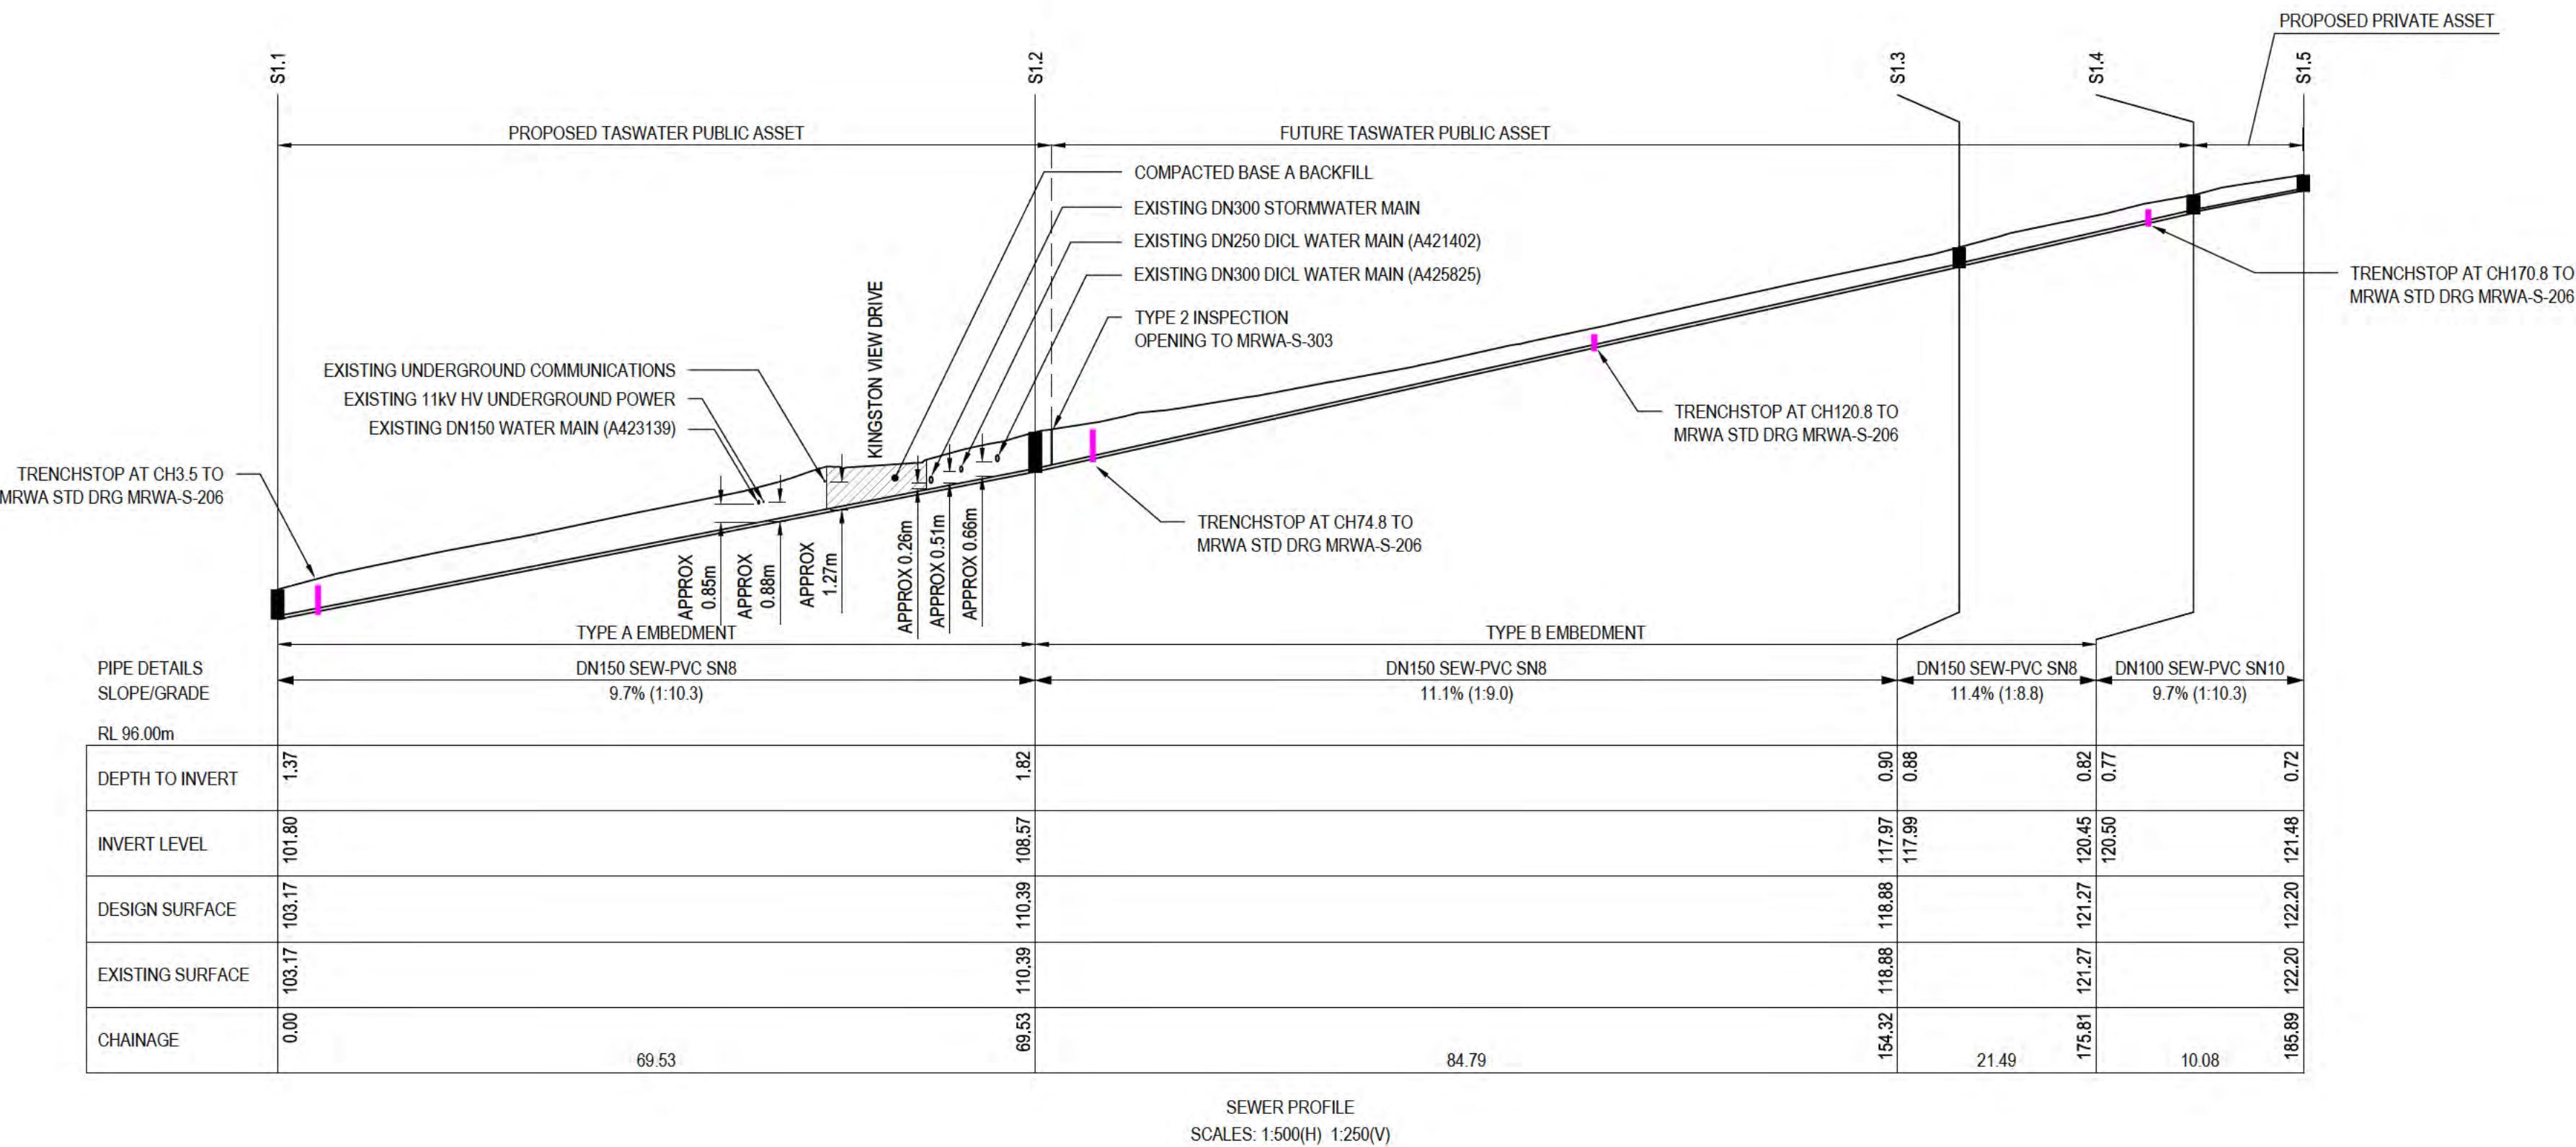 PROPOSED PRIVATE ASSET
S1.1
S1.2
S1.3
S1.4
S1.5
PROPOSED TASWATER PUBLIC ASSET
FUTURE TASWATER PUBLIC ASSET
COMPACTED BASE A BACKFILL
EXISTING DN300 STORMWATER MAIN
EXISTING DN250 DICL WATER MAIN (A421402)
EXISTING DN300 DICL WATER MAIN (A425825)
TYPE 2 INSPECTION
OPENING TO MRWA-S-303
KINGSTON VIEW DRIVE
EXISTING UNDERGROUND COMMUNICATIONS
EXISTING 11kV HV UNDERGROUND POWER
EXISTING DN150 WATER MAIN (A423139)
TRENCHSTOP AT CH3.5 TO
MRWA STD DRG MRWA-S-206
TRENCHSTOP AT CH74.8 TO
MRWA STD DRG MRWA-S-206
TRENCHSTOP AT CH120.8 TO
MRWA STD DRG MRWA-S-206
TRENCHSTOP AT CH170.8 TO
MRWA STD DRG MRWA-S-206
APPROX
0.85m
APPROX
0.88m
APPROX
1.27m
APPROX 0.26m
APPROX 0.51m
APPROX 0.66m
TYPE A EMBEDMENT
TYPE B EMBEDMENT
PIPE DETAILS
DN150 SEW-PVC SN8
DN150 SEW-PVC SN8
DN150 SEW-PVC SN8
DN100 SEW-PVC SN10
SLOPE/GRADE
9.7% (1:10.3)
11.1% (1:9.0)
11.4% (1:8.8)
9.7% (1:10.3)
RL 96.00m
DEPTH TO INVERT
1.37
1.82
0.90
0.88
0.82
0.77
0.72
INVERT LEVEL
101.80
108.57
117.97
117.99
120.45
120.50
121.48
DESIGN SURFACE
103.17
110.39
118.88
121.27
122.20
EXISTING SURFACE
103.17
110.39
118.88
121.27
122.20
CHAINAGE
0.00
69.53
69.53
84.79
154.32
21.49
175.81
10.08
185.89
SEWER PROFILE
SCALES: 1:500(H) 1:250(V)